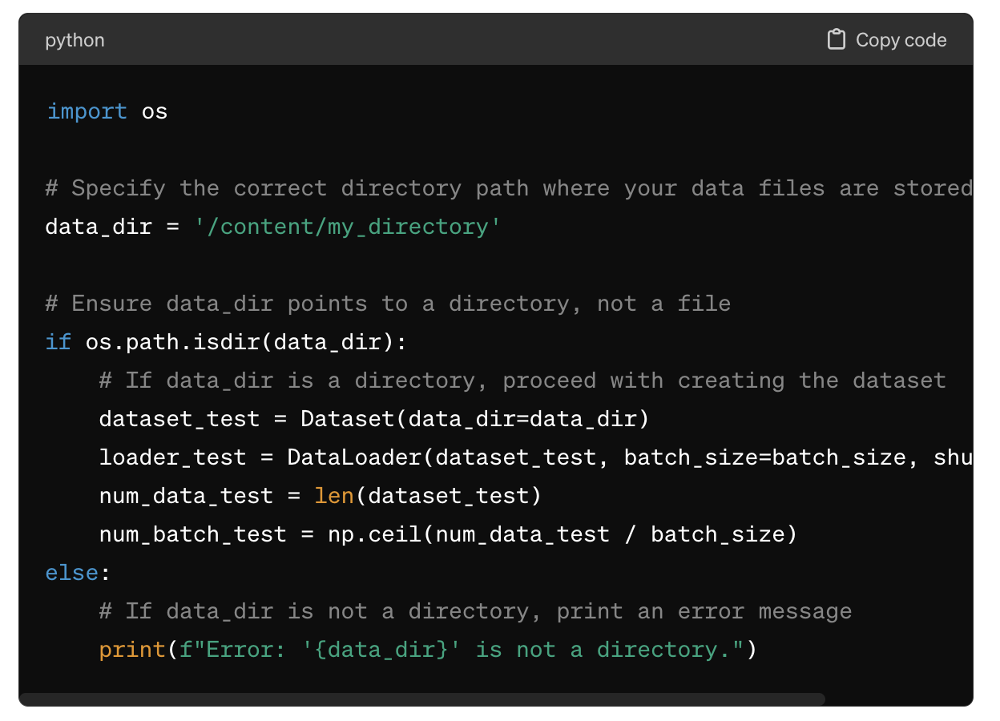 python
Copy code
import os
# Specify the correct directory path where your data files are stored
data_dir = '/content/my_directory'
# Ensure data_dir points to a directory, not a file
if os.path.isdir(data_dir):
    # If data_dir is a directory, proceed with creating the dataset
    dataset_test = Dataset(data_dir=data_dir)
    loader_test = DataLoader(dataset_test, batch_size=batch_size, shu
    num_data_test = len(dataset_test)
    num_batch_test = np.ceil(num_data_test / batch_size)
else:
    # If data_dir is not a directory, print an error message
    print(f"Error: '{data_dir}' is not a directory.")